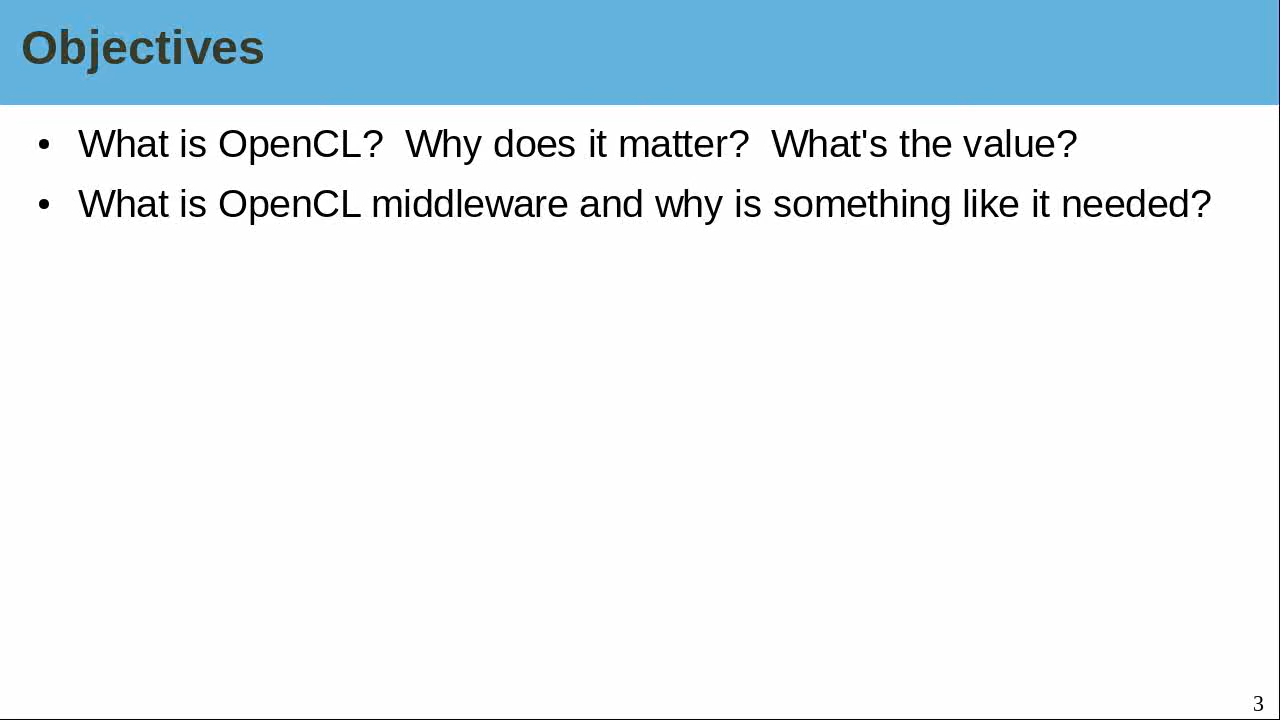 Objectives
• What is OpenCL?  Why does it matter?  What's the value?
• What is OpenCL middleware and why is something like it needed?
3